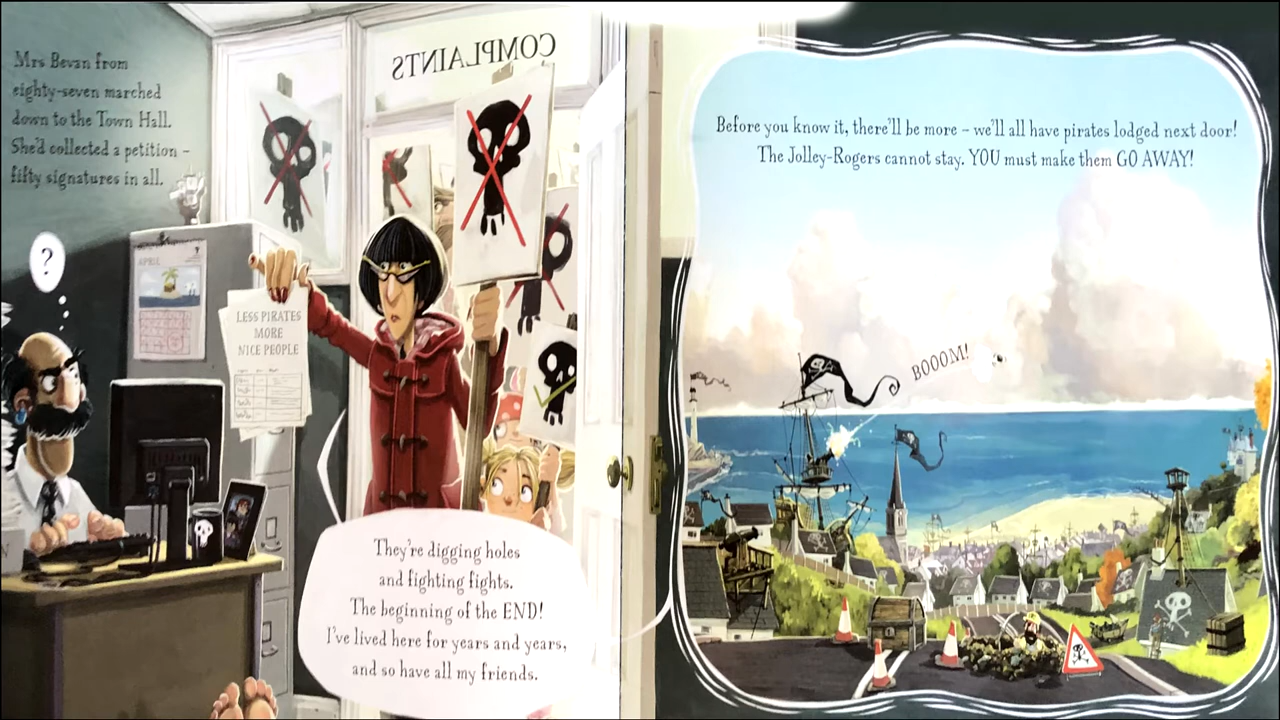 Mrs Bevan from
eighty-seven marched
down to the Town Hall.
She'd collected a petition –
fifty signatures in all.
COMPLAINTS
?
APRIL
LESS PIRATES
MORE
NICE PEOPLE
They're digging holes
and fighting fights.
The beginning of the END!
I've lived here for years and years,
and so have all my friends.
Before you know it, there'll be more – we'll all have pirates lodged next door!
The Jolley-Rogers cannot stay. YOU must make them GO AWAY!
BOOOM!